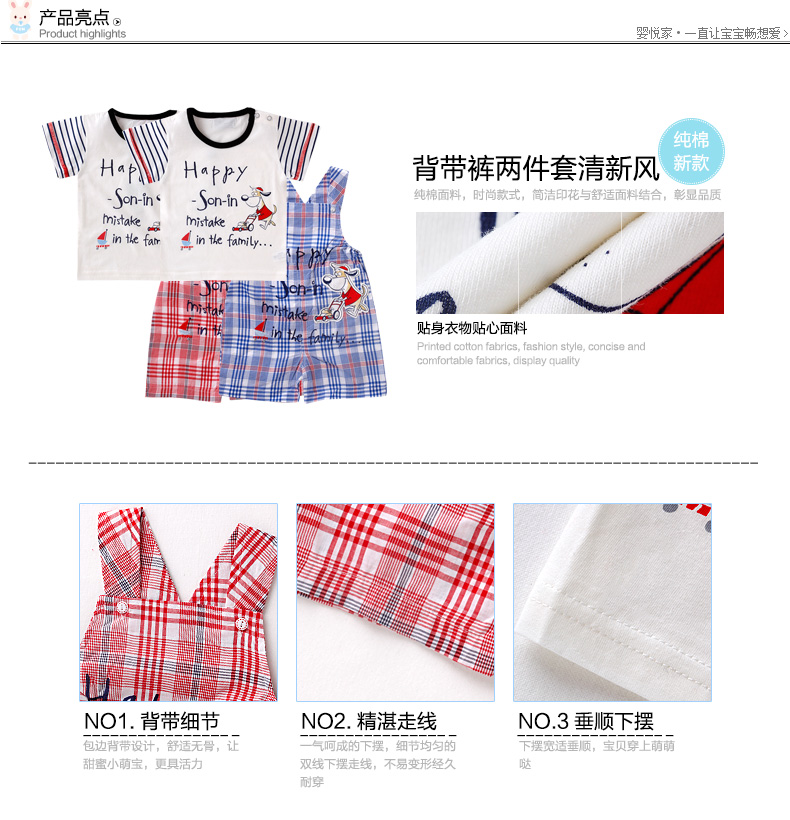 产品亮点
Product highlights
婴悦家•一直让宝宝畅想爱>
Happy
-Son-in
mistake
in the fam
Happy
-Son-in
mistake
in the family...
Happy
-Son-in
mistake
in the family...
背带裤两件套清新风
纯棉
新款
纯棉面料，时尚款式，简洁印花与舒适面料结合，彰显品质
贴身衣物贴心面料
Printed cotton fabrics, fashion style, concise and
comfortable fabrics, display quality
NO1. 背带细节
包边背带设计，舒适无骨，让
甜蜜小萌宝，更具活力
NO2. 精湛走线
一气呵成的下摆，细节均匀的
双线下摆走线，不易变形经久
耐穿
NO.3 垂顺下摆
下摆宽适垂顺，宝贝穿上萌萌
哒